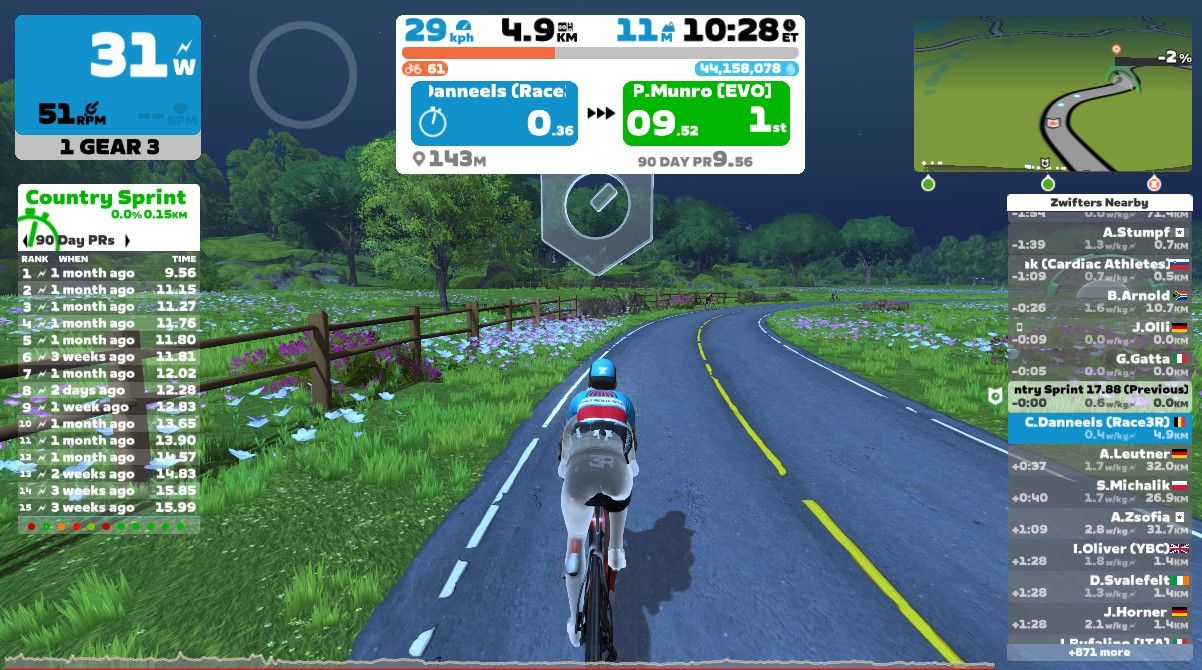 31 W
51 RPM
-- BPM
1 GEAR 3
29 kph 4.9 KM 11 M 10:28 ET
61
44,158,078
Danneels (Race
0.36
143M
P.Munro [EVO]
09.52 1st
90 DAY PR 9.56
-2 %
Country Sprint
0.0% 0.15KM
90 Day PRs
RANK WHEN TIME
1 1 month ago 9.56
2 1 month ago 11.15
3 1 month ago 11.27
4 1 month ago 11.76
5 1 month ago 11.80
6 3 weeks ago 11.81
7 1 month ago 12.02
8 2 days ago 12.28
9 1 week ago 12.83
10 1 month ago 13.65
11 1 month ago 13.90
12 1 month ago 14.57
13 2 weeks ago 14.83
14 3 weeks ago 15.85
15 3 weeks ago 15.99
3R
Zwifters Nearby
-1:54 0.0w/kg 71.4KM
A.Stumpf
-1:39 1.3w/kg 0.7KM
ak (Cardiac Athletes)
-1:09 0.7w/kg 0.5KM
B.Arnold
-0:26 1.6w/kg 10.7KM
J.Olli
-0:09 0.0w/kg 0.0KM
G.Gatta
-0:05 0.0w/kg 0.0KM
ntry Sprint 17.88 (Previous)
-0:00 0.6w/kg 0.0KM
C.Danneels (Race3R)
0.4w/kg 4.9KM
A.Leutner
+0:37 1.7w/kg 32.0KM
S.Michalik
+0:40 1.7w/kg 26.9KM
A.Zsofia
+1:09 2.8w/kg 31.7KM
I.Oliver (YBC)
+1:28 1.8w/kg 1.4KM
D.Svalefelt
+1:28 1.3w/kg 1.4KM
J.Horner
+1:28 2.1w/kg 1.4KM
I.Bufalino [ITA]
+871 more